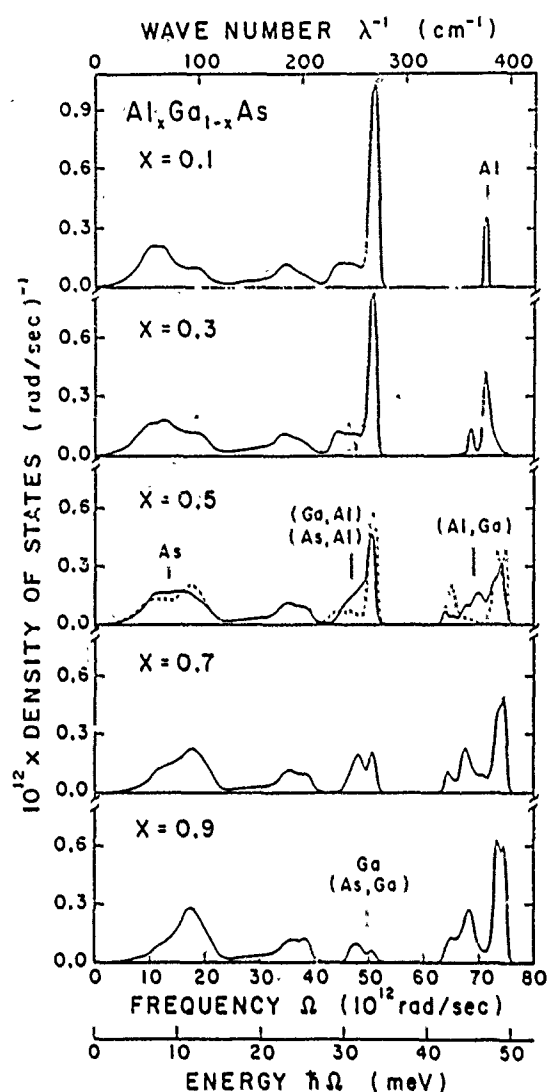 WAVE NUMBER λ⁻¹ (cm⁻¹)
0 100 200 300 400
AlₓGa₁₋ₓAs
X = 0.1
Al
0.9
0.6
0.3
0.0
X = 0.3
0.6
0.3
0.0
X = 0.5
As
(Ga,Al)
(As,Al)
(Al,Ga)
0.6
0.3
0.0
X = 0.7
0.6
0.3
0.0
X = 0.9
Ga
(As,Ga)
0.6
0.3
0.0
10¹² X DENSITY OF STATES (rad/sec)⁻¹
0 10 20 30 40 50 60 70 80
FREQUENCY Ω (10¹² rad/sec)
0 10 20 30 40 50
ENERGY ħΩ (meV)